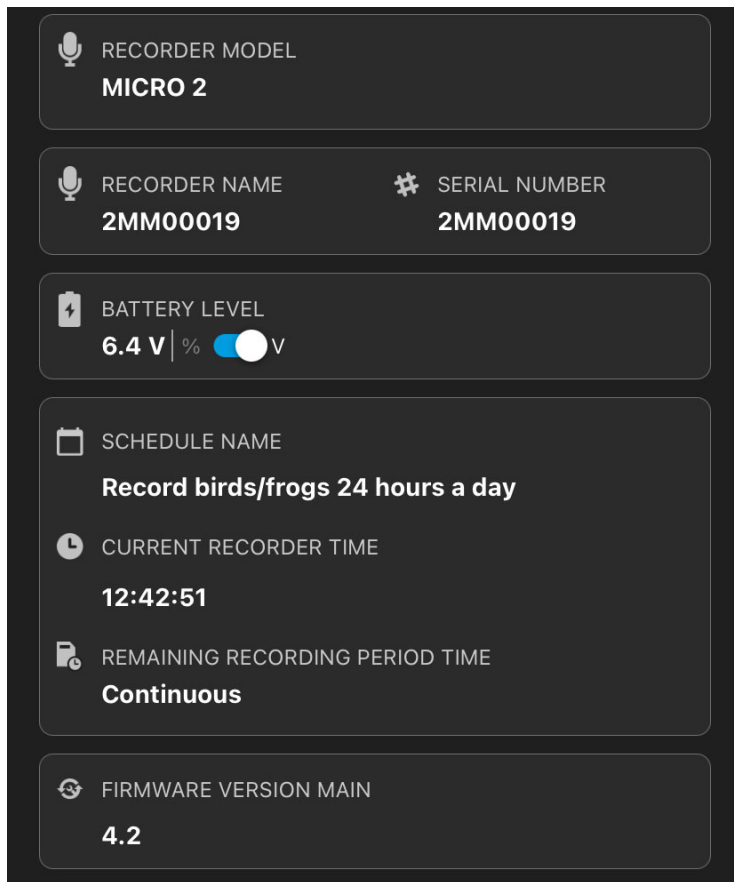 RECORDER MODEL
MICRO 2
RECORDER NAME
2MM00019
SERIAL NUMBER
2MM00019
BATTERY LEVEL
6.4 V | % V
SCHEDULE NAME
Record birds/frogs 24 hours a day
CURRENT RECORDER TIME
12:42:51
REMAINING RECORDING PERIOD TIME
Continuous
FIRMWARE VERSION MAIN
4.2